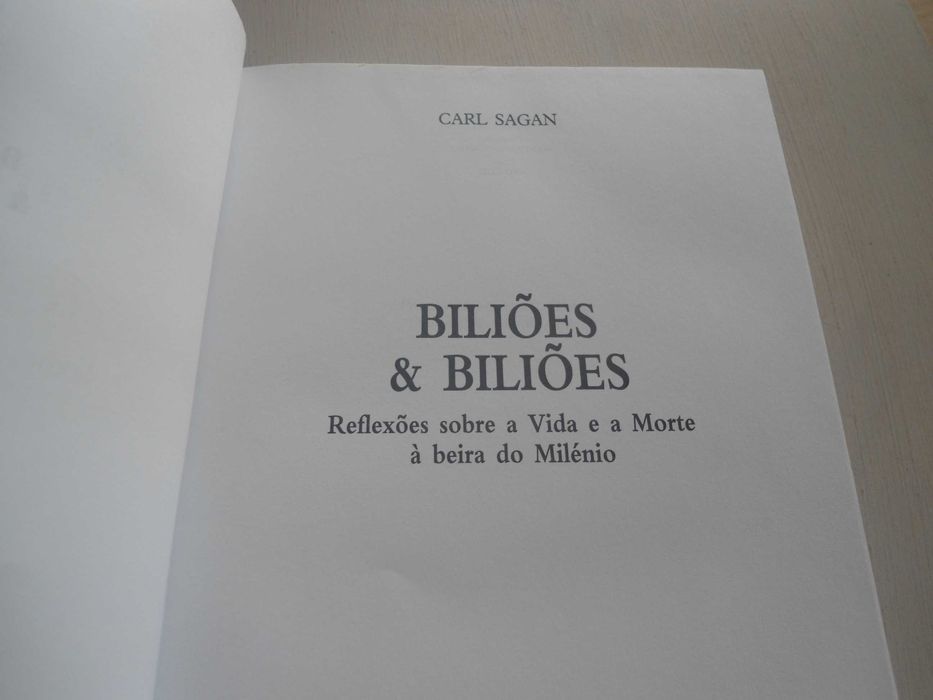 CARL SAGAN
BILIÕES
& BILIÕES
Reflexões sobre a Vida e a Morte
à beira do Milénio